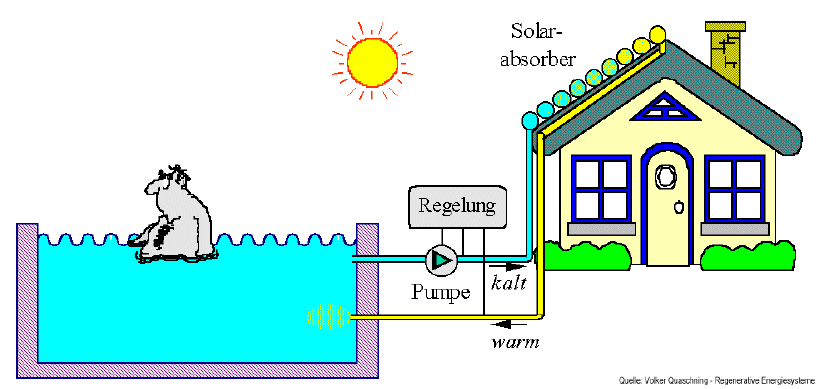 Solar-
absorber
Regelung
kalt
Pumpe
warm
Quelle: Volker Quaschning - Regenerative Energiesysteme